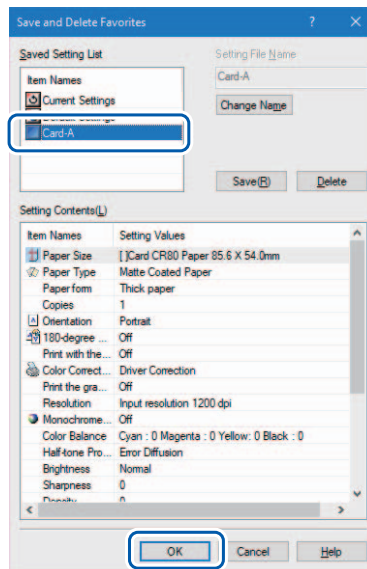 Save and Delete Favorites ? ×
Saved Setting List
Item Names
Current Settings
Card-A
Setting File Name
Card-A
Change Name
Save(R) Delete
Setting Contents(L)
Item Names Setting Values
Paper Size [ ]Card CR80 Paper 85.6 X 54.0mm
Paper Type Matte Coated Paper
Paper form Thick paper
Copies 1
Orientation Portrait
180-degree ... Off
Print with the... Off
Color Correct... Driver Correction
Print the gra... Off
Resolution Input resolution 1200 dpi
Monochrome... Off
Color Balance Cyan : 0 Magenta : 0 Yellow: 0 Black : 0
Half-tone Pro... Error Diffusion
Brightness Normal
Sharpness 0
Density 0
OK Cancel Help